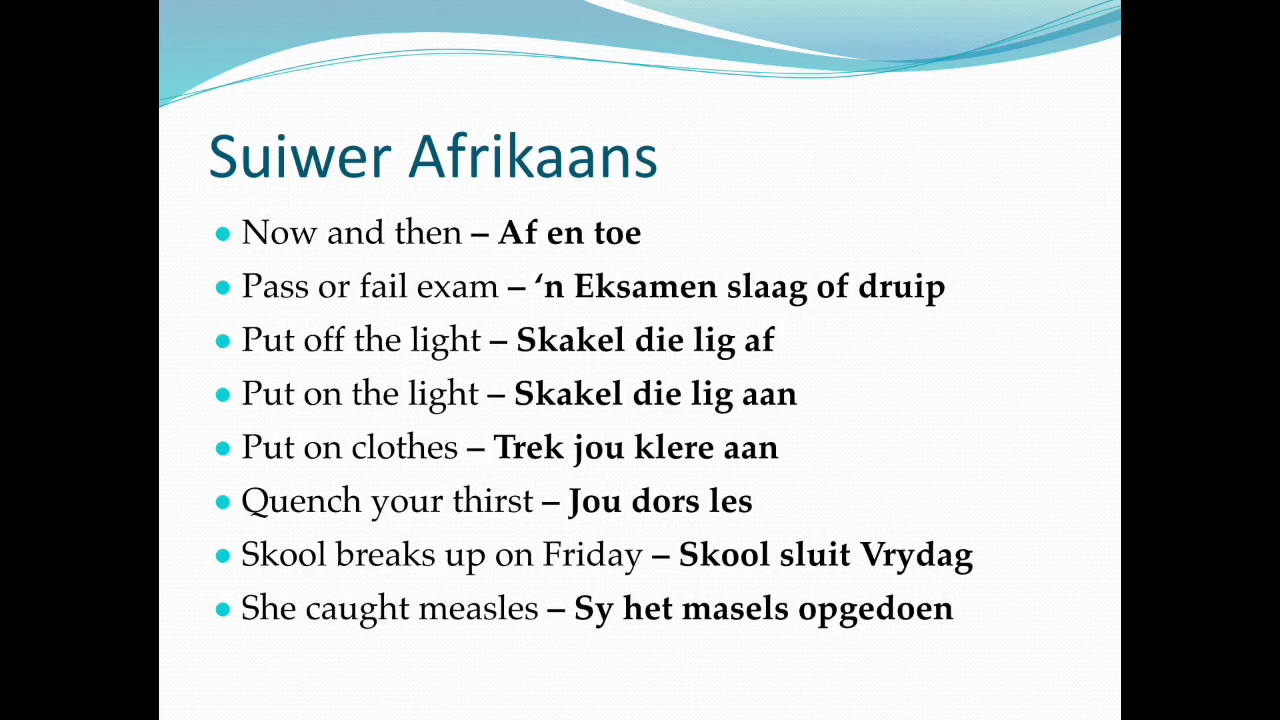 Suiwer Afrikaans
Now and then – Af en toe
Pass or fail exam – ‘n Eksamen slaag of druip
Put off the light – Skakel die lig af
Put on the light – Skakel die lig aan
Put on clothes – Trek jou klere aan
Quench your thirst – Jou dors les
Skool breaks up on Friday – Skool sluit Vrydag
She caught measles – Sy het masels opgedoen